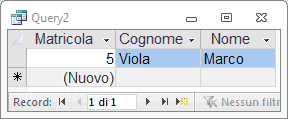 Query2
Matricola Cognome Nome
5 Viola Marco
(Nuovo)
Record: 1 di 1 Nessun filtr